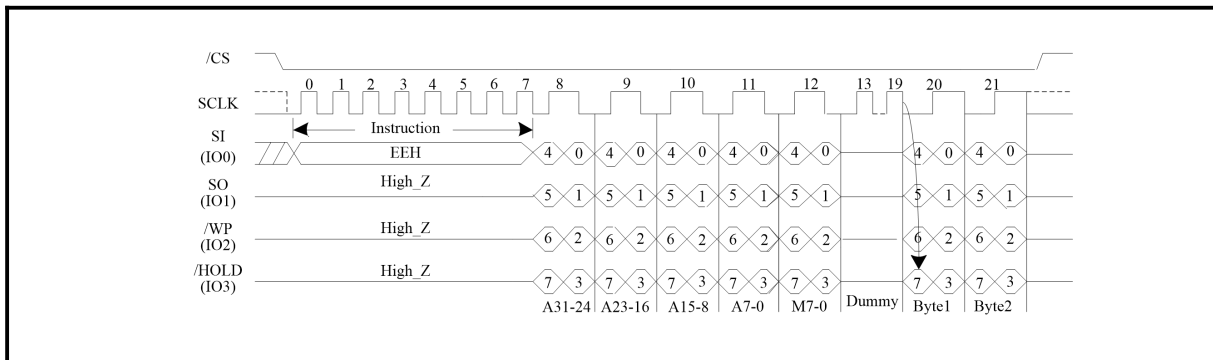 /CS
0 1 2 3 4 5 6 7 8 9 10 11 12 13 19 20 21
SCLK
SI
(IO0)
Instruction
EEH
4 0 4 0 4 0 4 0 4 0 4 0 4 0
SO
(IO1)
High_Z
5 1 5 1 5 1 5 1 5 1 5 1 5 1
/WP
(IO2)
High_Z
6 2 6 2 6 2 6 2 6 2 6 2 6 2
/HOLD
(IO3)
High_Z
7 3 7 3 7 3 7 3 7 3 7 3 7 3
A31-24 A23-16 A15-8 A7-0 M7-0 Dummy Byte1 Byte2